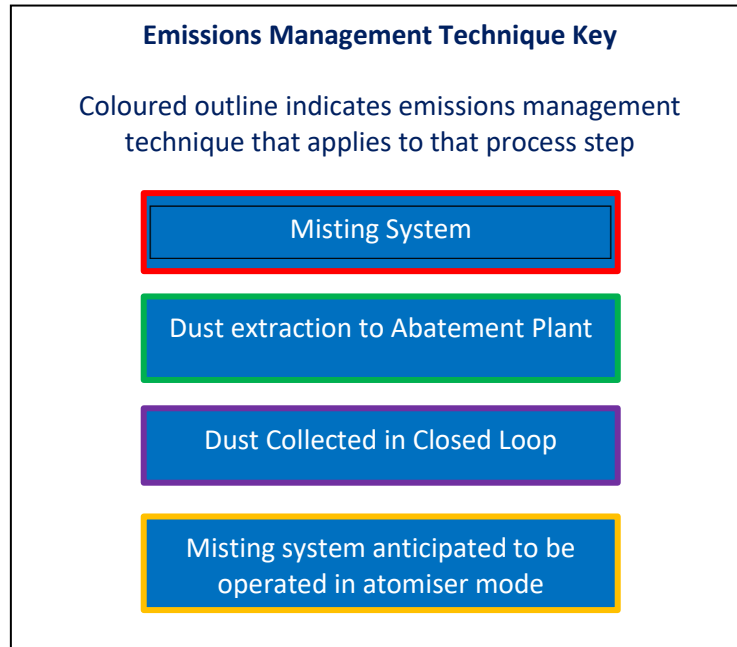 Emissions Management Technique Key
Coloured outline indicates emissions management
technique that applies to that process step
Misting System
Dust extraction to Abatement Plant
Dust Collected in Closed Loop
Misting system anticipated to be
operated in atomiser mode